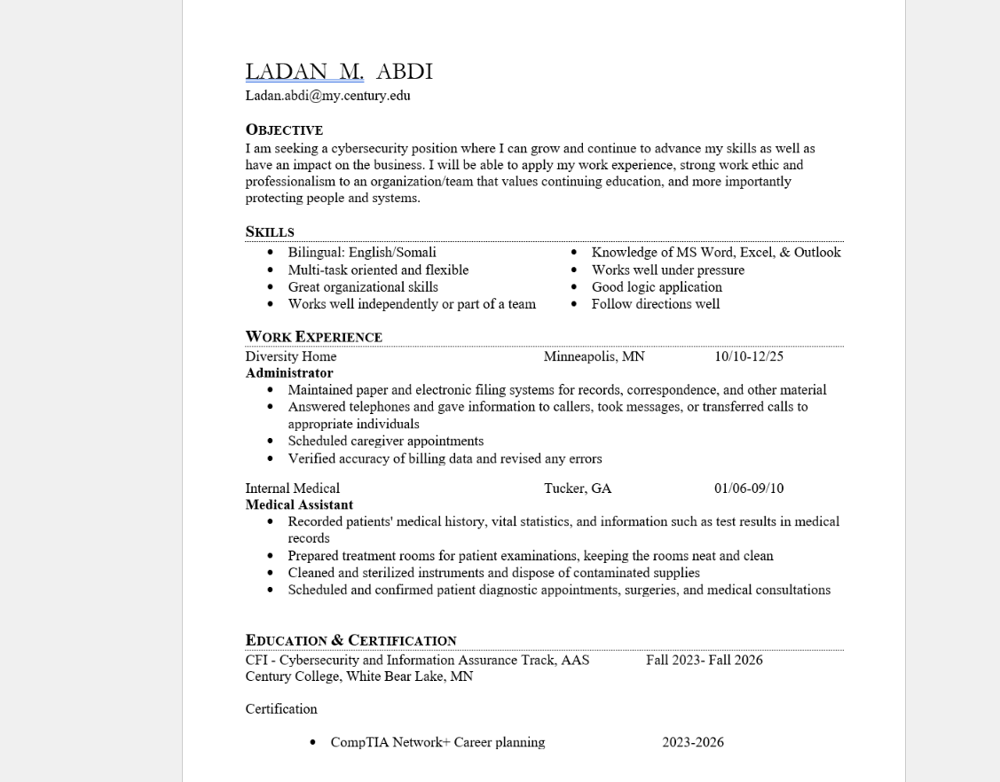 LADAN M. ABDI
Ladan.abdi@my.century.edu
OBJECTIVE
I am seeking a cybersecurity position where I can grow and continue to advance my skills as well as
have an impact on the business. I will be able to apply my work experience, strong work ethic and
professionalism to an organization/team that values continuing education, and more importantly
protecting people and systems.
SKILLS
• Bilingual: English/Somali
• Multi-task oriented and flexible
• Great organizational skills
• Works well independently or part of a team
• Knowledge of MS Word, Excel, & Outlook
• Works well under pressure
• Good logic application
• Follow directions well
WORK EXPERIENCE
Diversity Home Minneapolis, MN 10/10-12/25
Administrator
• Maintained paper and electronic filing systems for records, correspondence, and other material
• Answered telephones and gave information to callers, took messages, or transferred calls to
appropriate individuals
• Scheduled caregiver appointments
• Verified accuracy of billing data and revised any errors
Internal Medical Tucker, GA 01/06-09/10
Medical Assistant
• Recorded patients' medical history, vital statistics, and information such as test results in medical
records
• Prepared treatment rooms for patient examinations, keeping the rooms neat and clean
• Cleaned and sterilized instruments and dispose of contaminated supplies
• Scheduled and confirmed patient diagnostic appointments, surgeries, and medical consultations
EDUCATION & CERTIFICATION
CFI - Cybersecurity and Information Assurance Track, AAS Fall 2023- Fall 2026
Century College, White Bear Lake, MN
Certification
• CompTIA Network+ Career planning 2023-2026